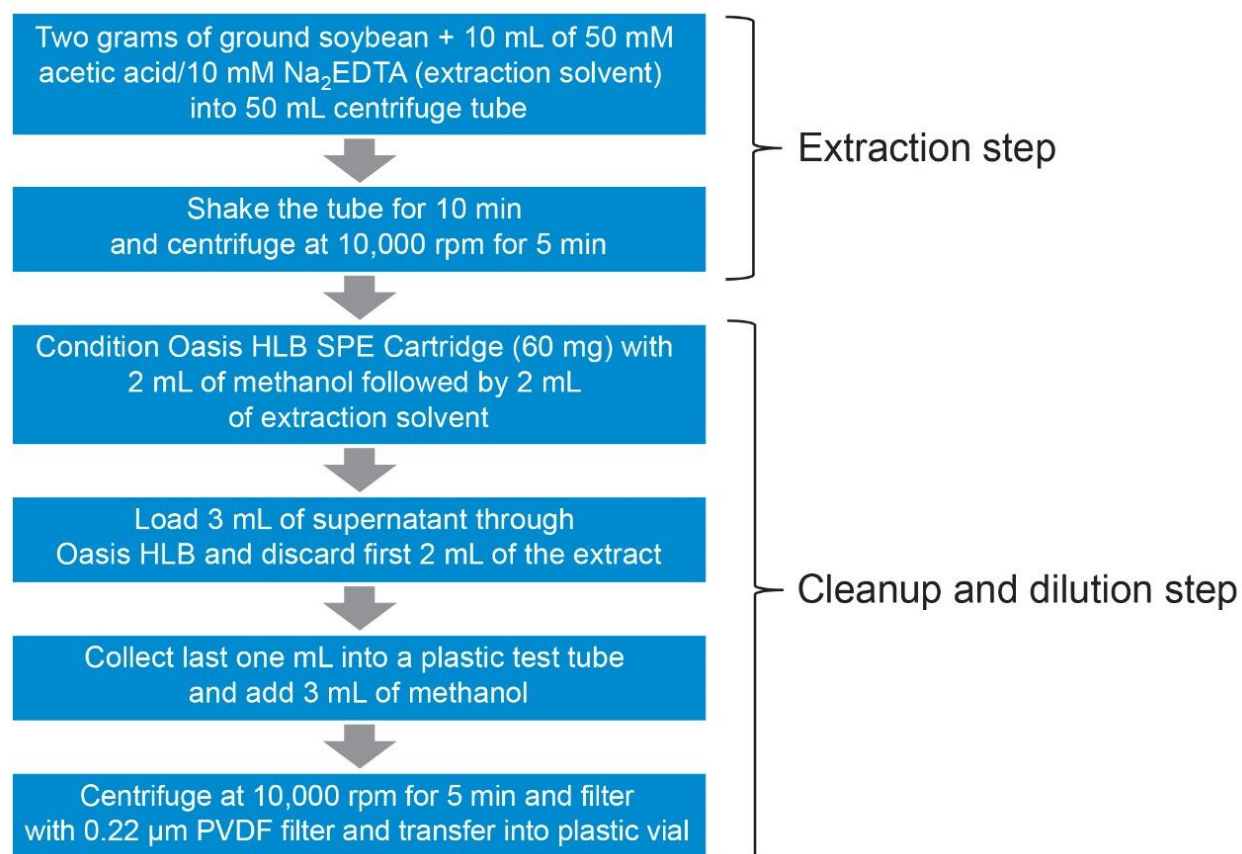 Two grams of ground soybean + 10 mL of 50 mM
acetic acid/10 mM Na₂EDTA (extraction solvent)
into 50 mL centrifuge tube
Shake the tube for 10 min
and centrifuge at 10,000 rpm for 5 min
Extraction step
Condition Oasis HLB SPE Cartridge (60 mg) with
2 mL of methanol followed by 2 mL
of extraction solvent
Load 3 mL of supernatant through
Oasis HLB and discard first 2 mL of the extract
Collect last one mL into a plastic test tube
and add 3 mL of methanol
Centrifuge at 10,000 rpm for 5 min and filter
with 0.22 µm PVDF filter and transfer into plastic vial
Cleanup and dilution step